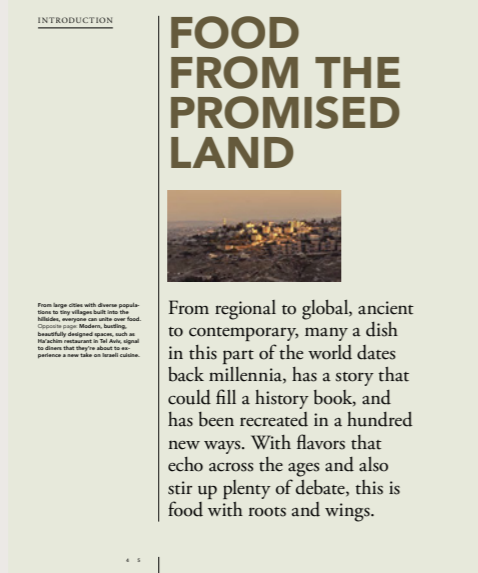 INTRODUCTION
FOOD
FROM THE
PROMISED
LAND
From large cities with diverse popula-
tions to tiny villages built into the
hillsides, everyone can unite over food.
Opposite page: Modern, bustling,
beautifully designed spaces, such as
Ha'achim restaurant in Tel Aviv, signal
to diners that they're about to ex-
perience a new take on Israeli cuisine.
From regional to global, ancient
to contemporary, many a dish
in this part of the world dates
back millennia, has a story that
could fill a history book, and
has been recreated in a hundred
new ways. With flavors that
echo across the ages and also
stir up plenty of debate, this is
food with roots and wings.
4 5